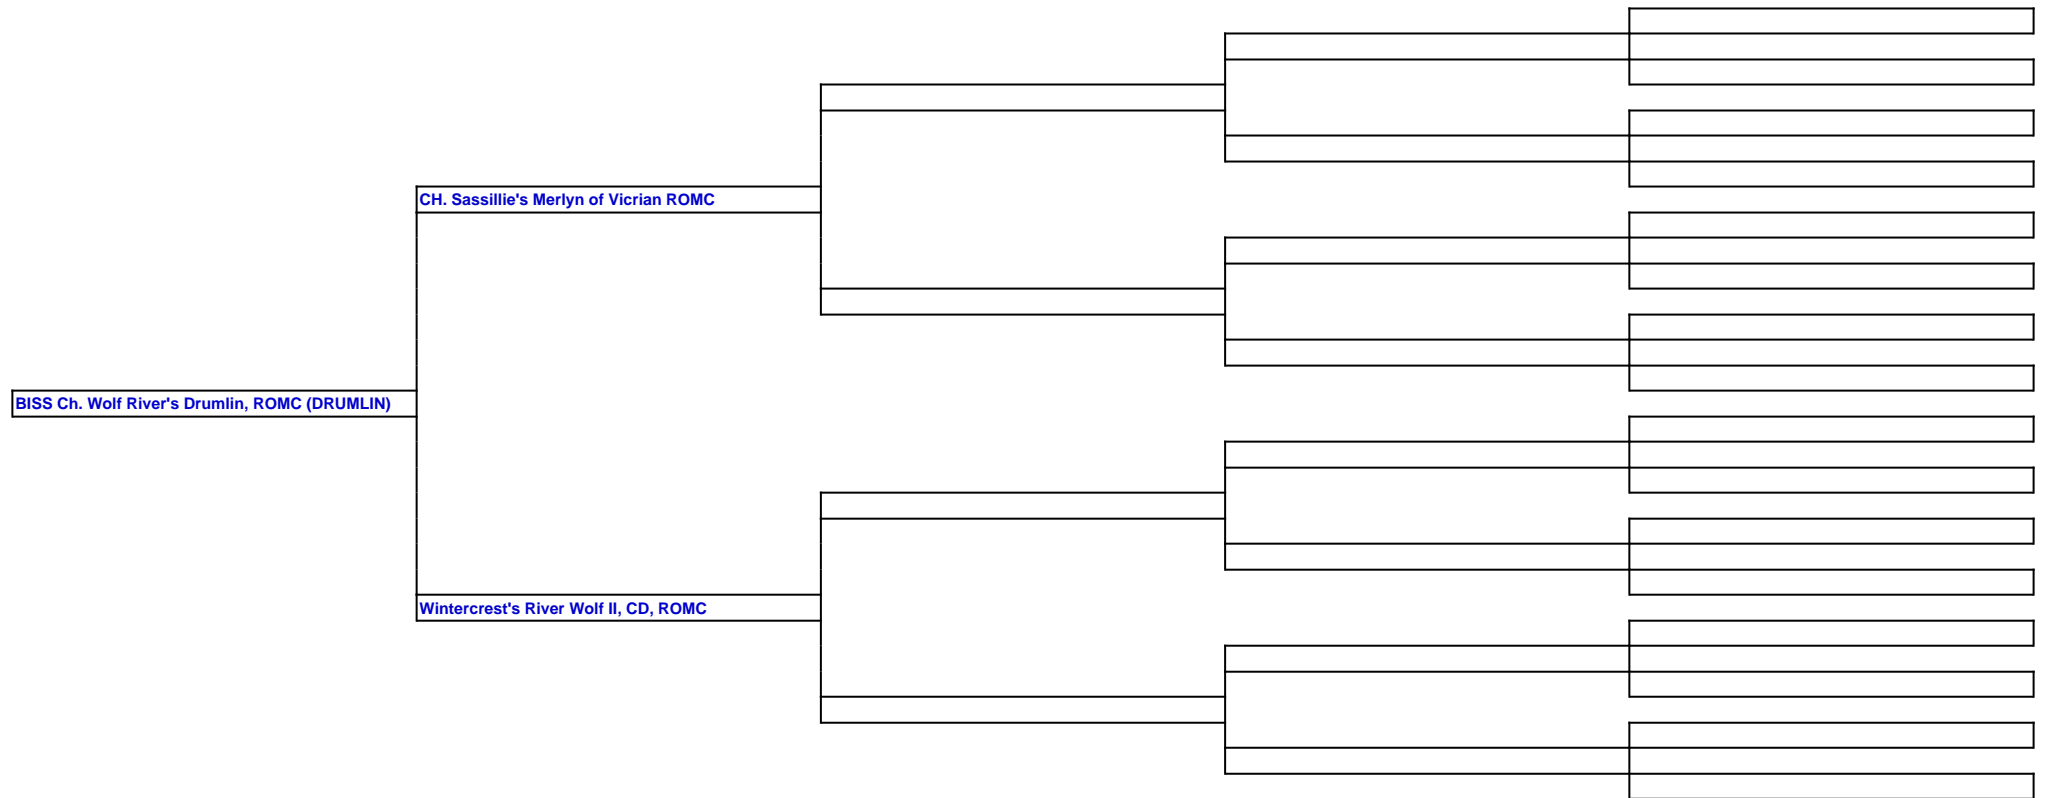 CH. Sassillie's Merlyn of Vicrian ROMC
BISS Ch. Wolf River's Drumlin, ROMC (DRUMLIN)
Wintercrest's River Wolf II, CD, ROMC